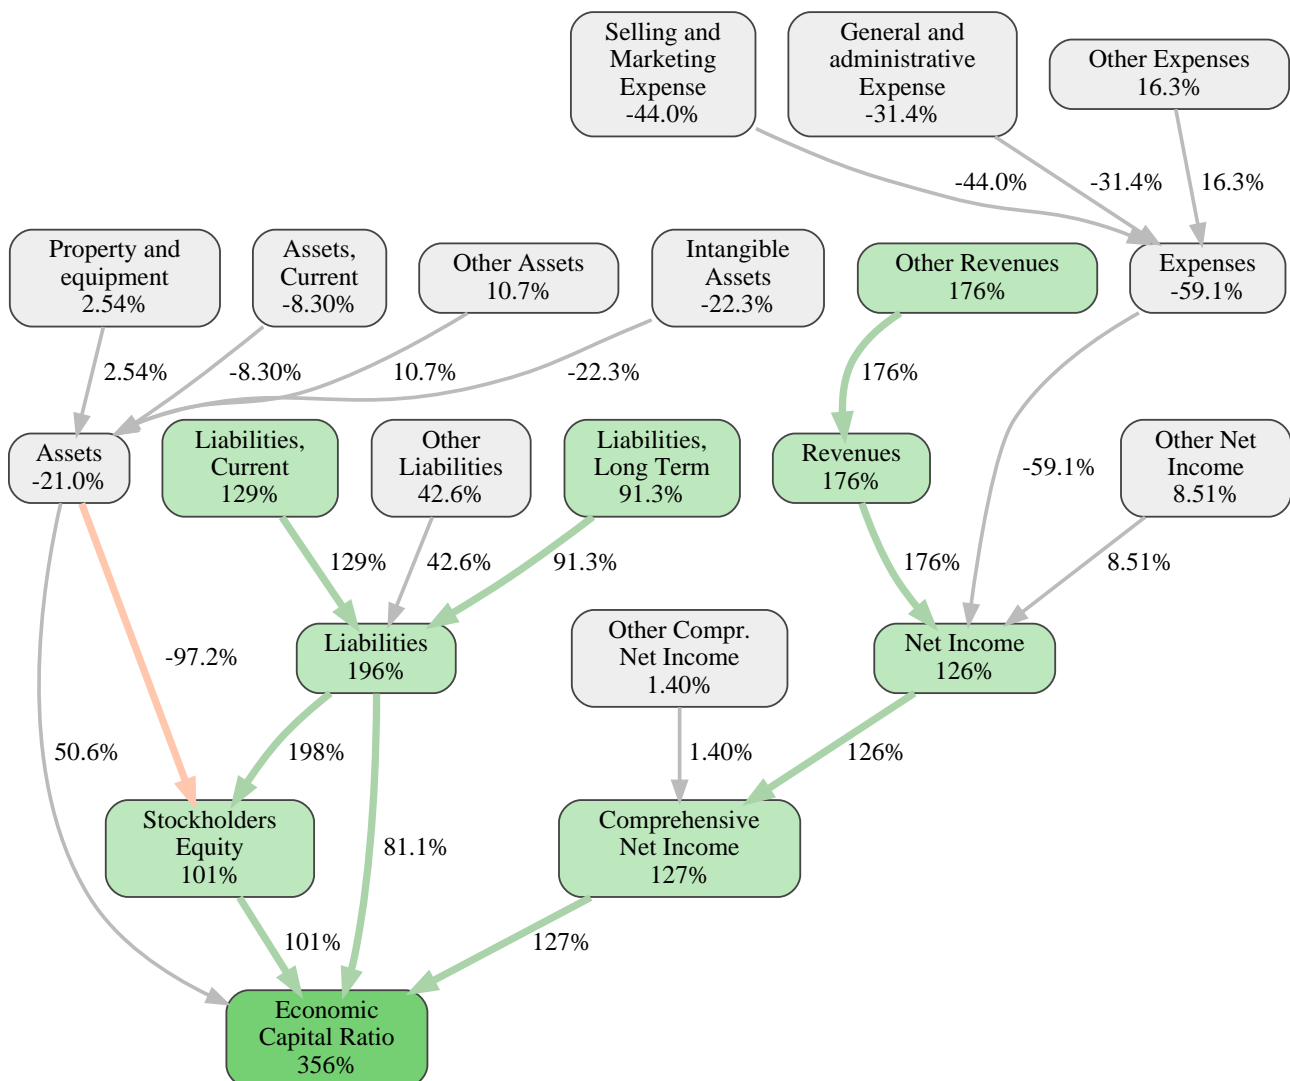 Selling and
Marketing
Expense
-44.0%
General and
administrative
Expense
-31.4%
Other Expenses
16.3%
-44.0%
-31.4%
16.3%
Property and
equipment
2.54%
Assets,
Current
-8.30%
Other Assets
10.7%
Intangible
Assets
-22.3%
Other Revenues
176%
Expenses
-59.1%
2.54%
-8.30%
10.7%
-22.3%
176%
Assets
-21.0%
Liabilities,
Current
129%
Other
Liabilities
42.6%
Liabilities,
Long Term
91.3%
Revenues
176%
-59.1%
Other Net
Income
8.51%
129%
42.6%
91.3%
176%
8.51%
-97.2%
Liabilities
196%
Other Compr.
Net Income
1.40%
Net Income
126%
50.6%
198%
1.40%
126%
Stockholders
Equity
101%
81.1%
Comprehensive
Net Income
127%
101%
127%
Economic
Capital Ratio
356%